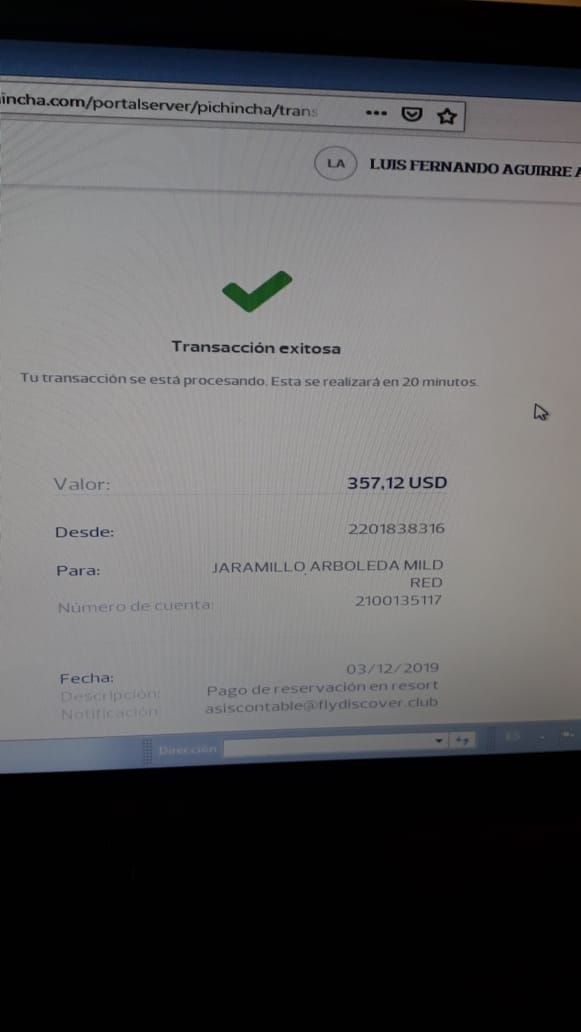 incha.com/portalserver/pichincha/trans
LA LUIS FERNANDO AGUIRRE A
Transacción exitosa
Tu transacción se está procesando. Esta se realizará en 20 minutos.
Valor: 357,12 USD
Desde: 2201838316
Para: JARAMILLO ARBOLEDA MILD
RED
Número de cuenta: 2100135117
Fecha: 03/12/2019
Descripción: Pago de reservación en resort
Notificación: asiscontable@flydiscover.club
Dirección
ES